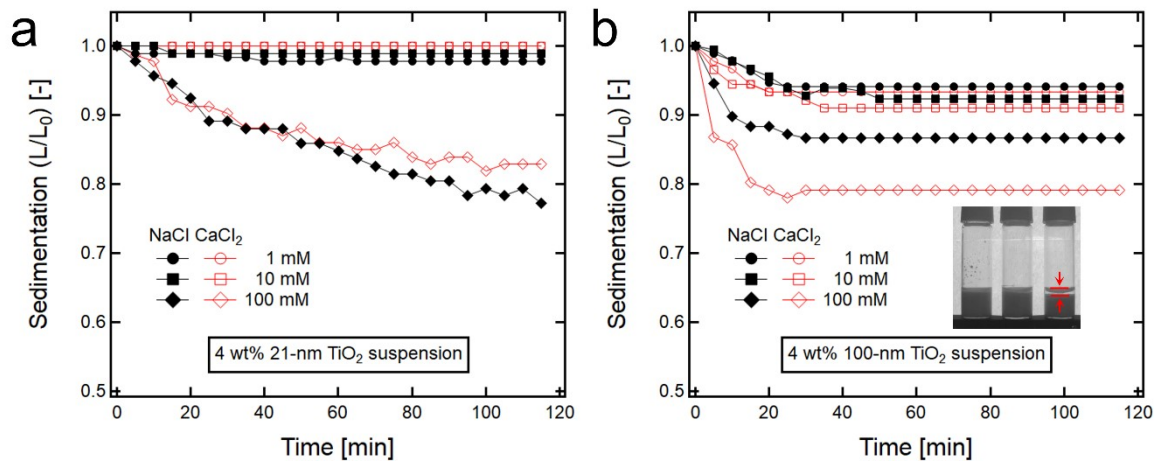 a
Sedimentation (L/L₀) [-]
1.0
0.9
0.8
0.7
0.6
0.5
NaCl CaCl₂
1 mM
10 mM
100 mM
4 wt% 21-nm TiO₂ suspension
0 20 40 60 80 100 120
Time [min]
b
Sedimentation (L/L₀) [-]
1.0
0.9
0.8
0.7
0.6
0.5
NaCl CaCl₂
1 mM
10 mM
100 mM
4 wt% 100-nm TiO₂ suspension
0 20 40 60 80 100 120
Time [min]